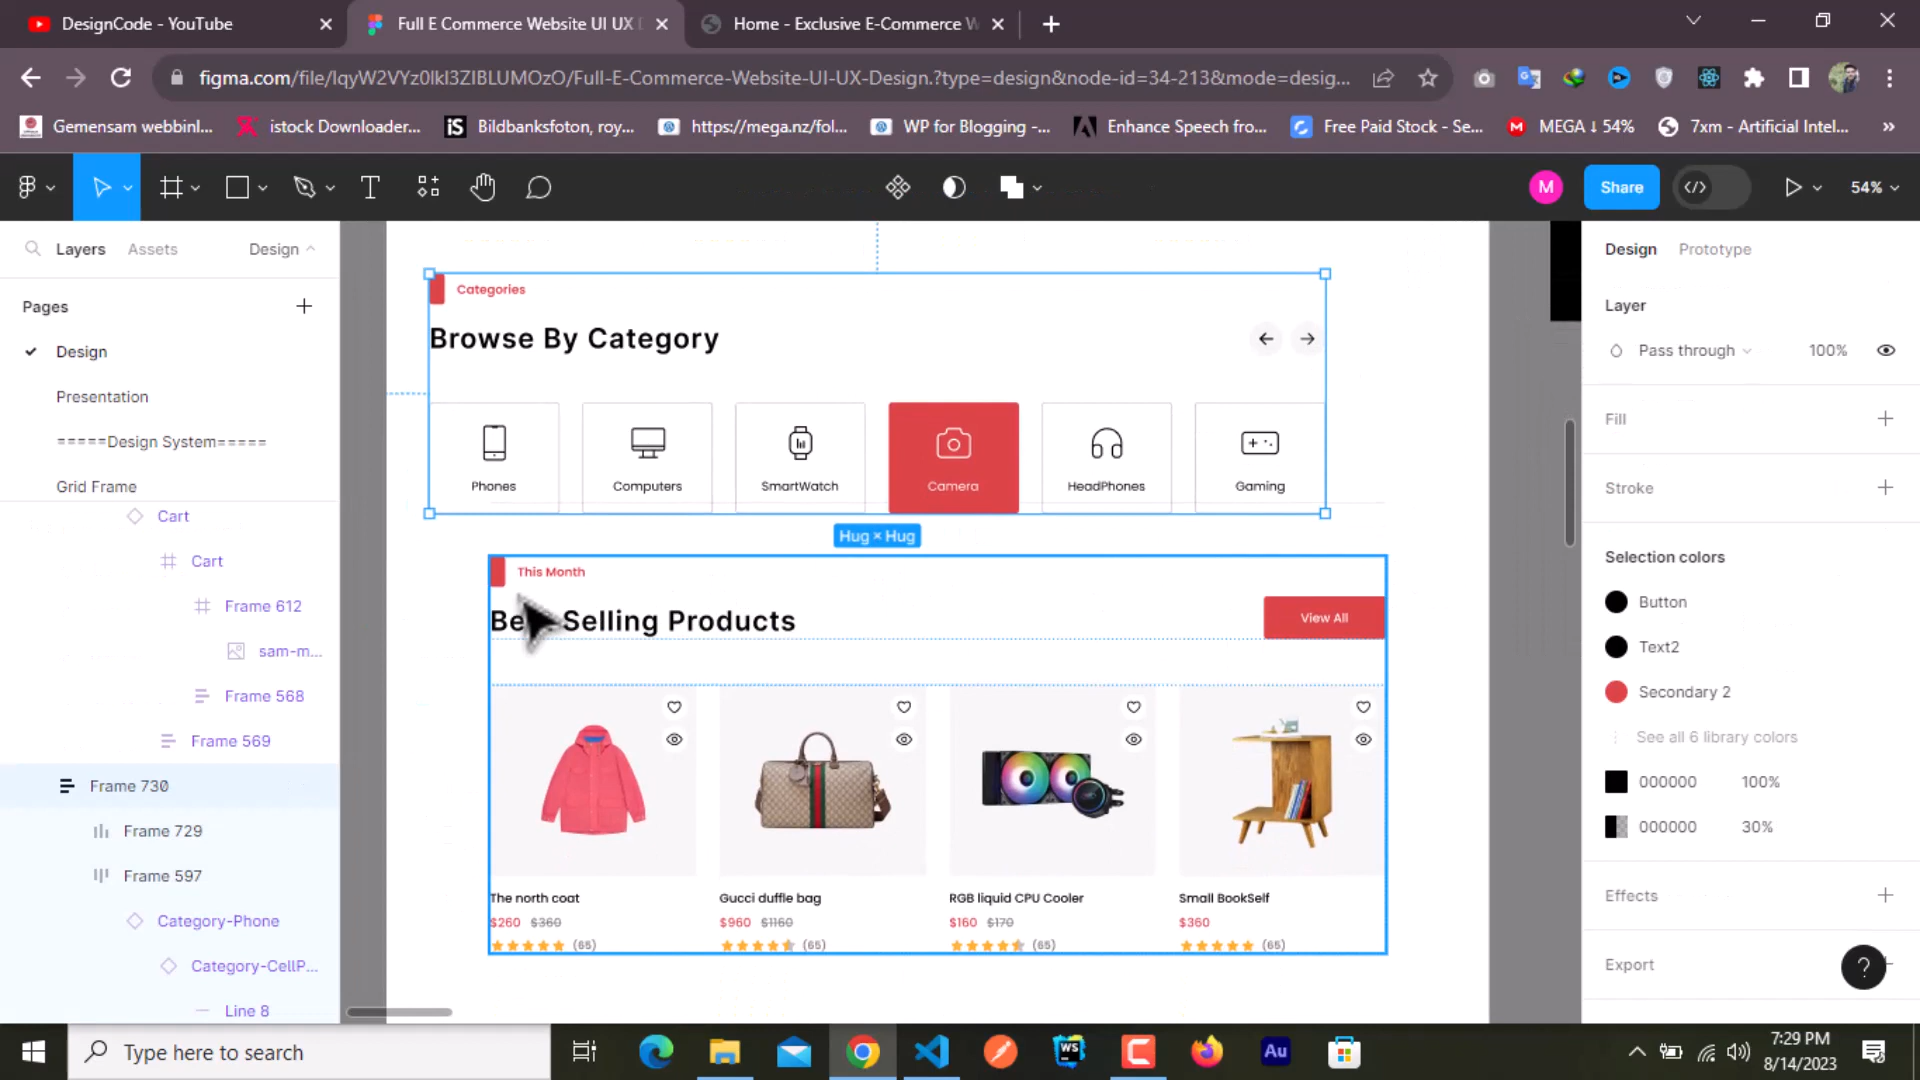 DesignCode - YouTube
Full E Commerce Website UI UX
Home - Exclusive E-Commerce W
figma.com/file/IqyW2VYz0lkI3ZIBLUMOzO/Full-E-Commerce-Website-UI-UX-Design.?type=design&node-id=34-213&mode=desig...
Gemensam webbinl...
istock Downloader...
Bildbanksfoton, roy...
https://mega.nz/fol...
WP for Blogging -...
Enhance Speech fro...
Free Paid Stock - Se...
MEGA ↓ 54%
7xm - Artificial Intel...
M
Share
54%
Layers
Assets
Design
Pages
Design
Presentation
=====Design System=====
Grid Frame
Cart
Cart
Frame 612
sam-m...
Frame 568
Frame 569
Frame 730
Frame 729
Frame 597
Category-Phone
Category-CellP...
Line 8
Categories
Browse By Category
Phones
Computers
SmartWatch
Camera
HeadPhones
Gaming
Hug × Hug
This Month
Be Selling Products
View All
The north coat
$260 $360
(65)
Gucci duffle bag
$960 $1160
(65)
RGB liquid CPU Cooler
$160 $170
(65)
Small BookSelf
$360
(65)
Design
Prototype
Layer
Pass through
100%
Fill
Stroke
Selection colors
Button
Text2
Secondary 2
See all 6 library colors
000000 100%
000000 30%
Effects
Export
?
Type here to search
WS
Au
7:29 PM
8/14/2023